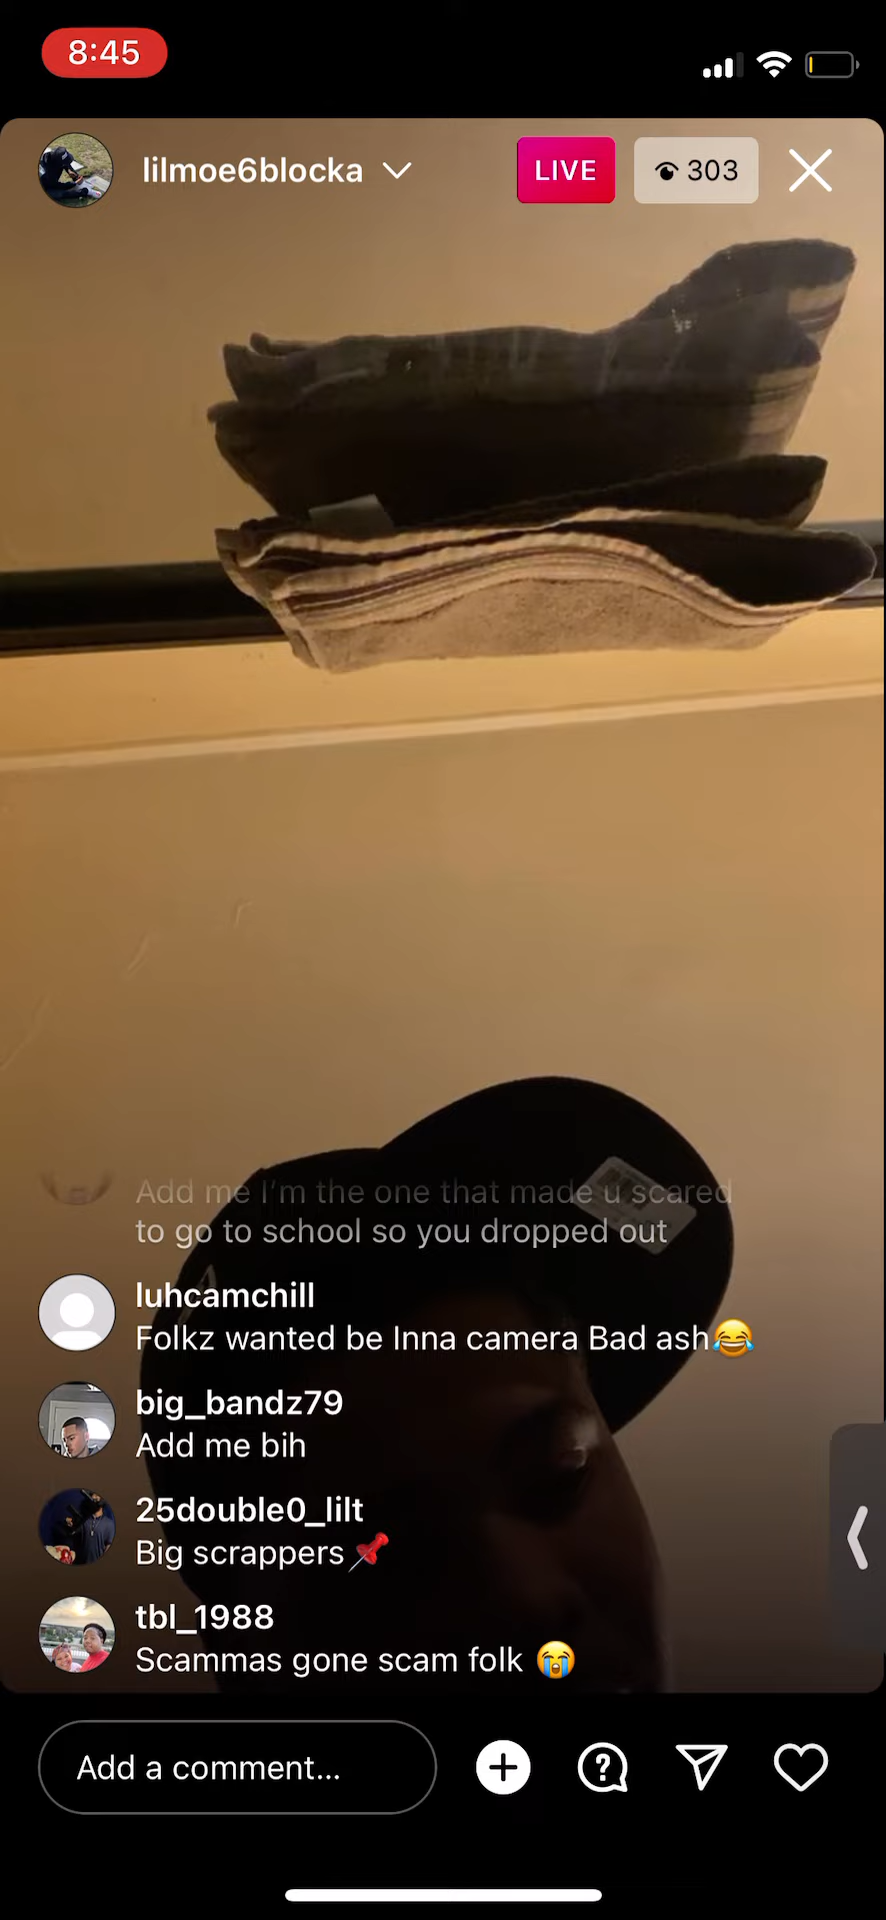 8:45
lilmoe6blocka
LIVE
303
Add me I'm the one that made u scared
to go to school so you dropped out
luhcamchill
Folkz wanted be Inna camera Bad ash😂
big_bandz79
Add me bih
25double0_lilt
Big scrappers📌
tbl_1988
Scammas gone scam folk 😭
Add a comment...